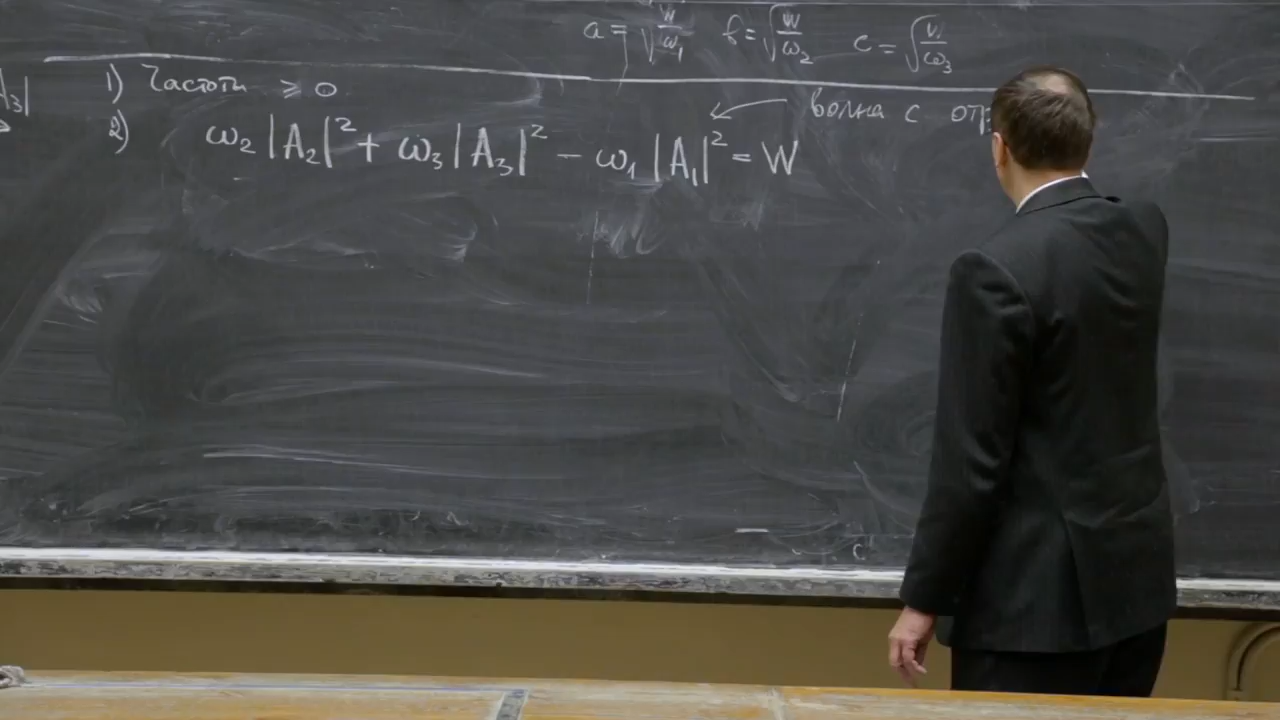 a = √(W/ω₁) b = √(W/ω₂) c = √(W/ω₃)
A₃|
1) Частоты ⩾ 0
волна с отр
2) ω₂|A₂|² + ω₃|A₃|² − ω₁|A₁|² = W